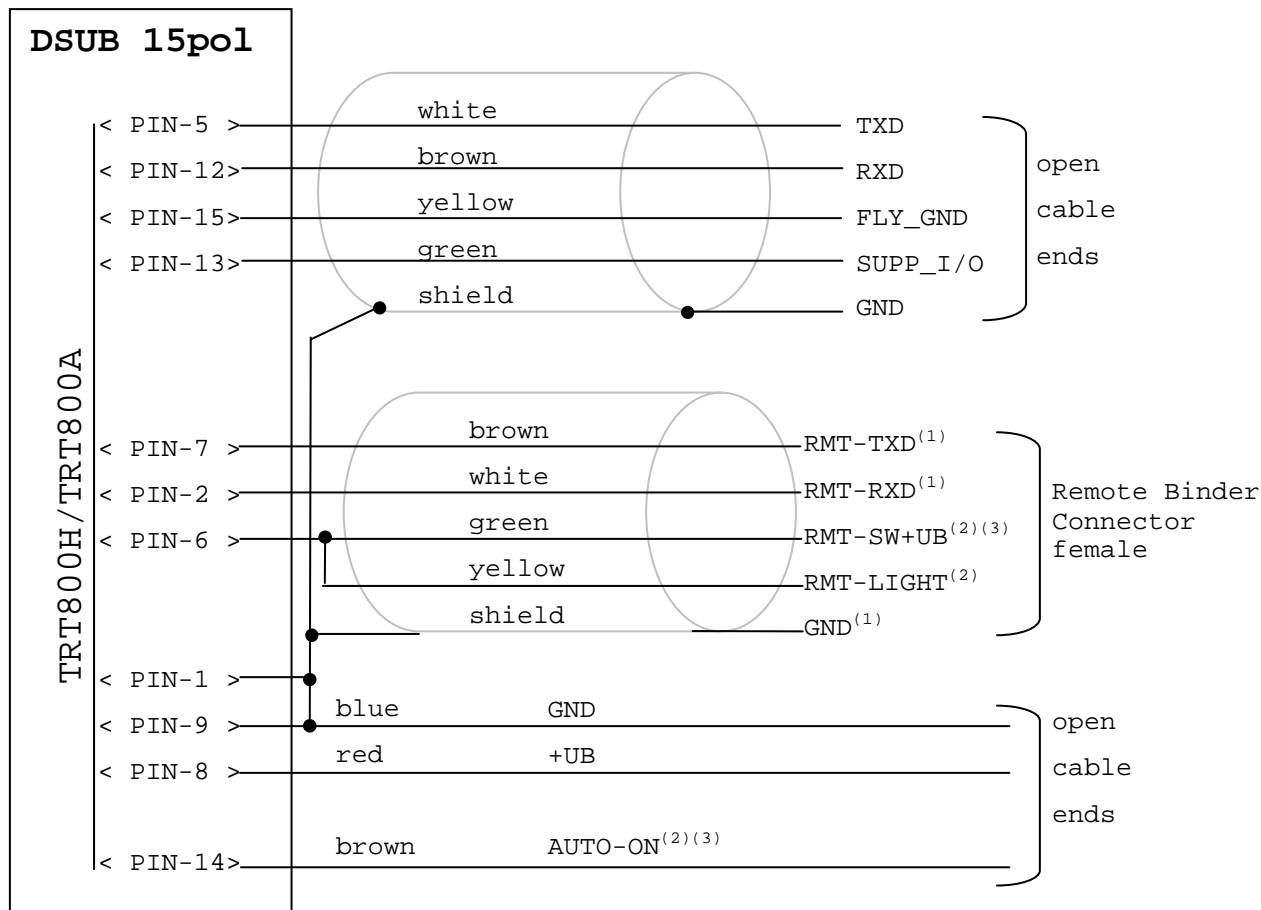 DSUB 15pol
TRT800H/TRT800A
< PIN-5 > white TXD
< PIN-12> brown RXD
< PIN-15> yellow FLY_GND
< PIN-13> green SUPP_I/O
shield GND
open
cable
ends
< PIN-7 > brown RMT-TXD(1)
< PIN-2 > white RMT-RXD(1)
< PIN-6 > green RMT-SW+UB(2)(3)
yellow RMT-LIGHT(2)
shield GND(1)
Remote Binder
Connector
female
< PIN-1 >
< PIN-9 > blue GND
< PIN-8 > red +UB
< PIN-14> brown AUTO-ON(2)(3)
open
cable
ends